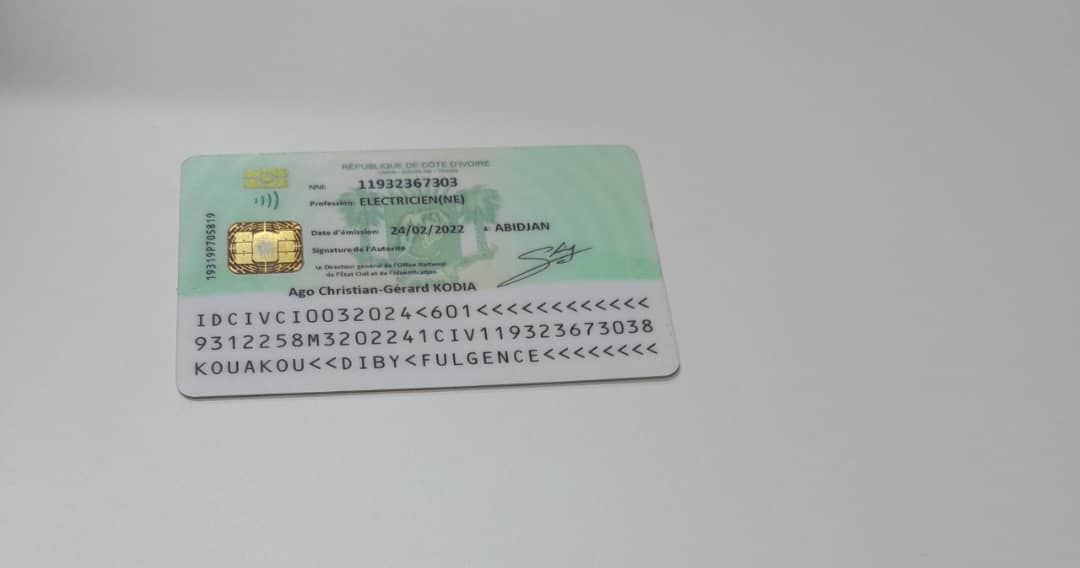 RÉPUBLIQUE DE CÔTE D'IVOIRE
NNI: 11932367303
Profession: ELECTRICIEN(NE)
Date d'émission: 24/02/2022 à: ABIDJAN
Signature de l'Autorité
Le Directeur général de l'Office National
de l'État Civil et de l'Identification
Ago Christian-Gérard KODIA
19319P705819
IDCIVCI0032024<601<<<<<<<<<<<<
9312258M3202241CIV119323673038
KOUAKOU<<DIBY<FULGENCE<<<<<<<<